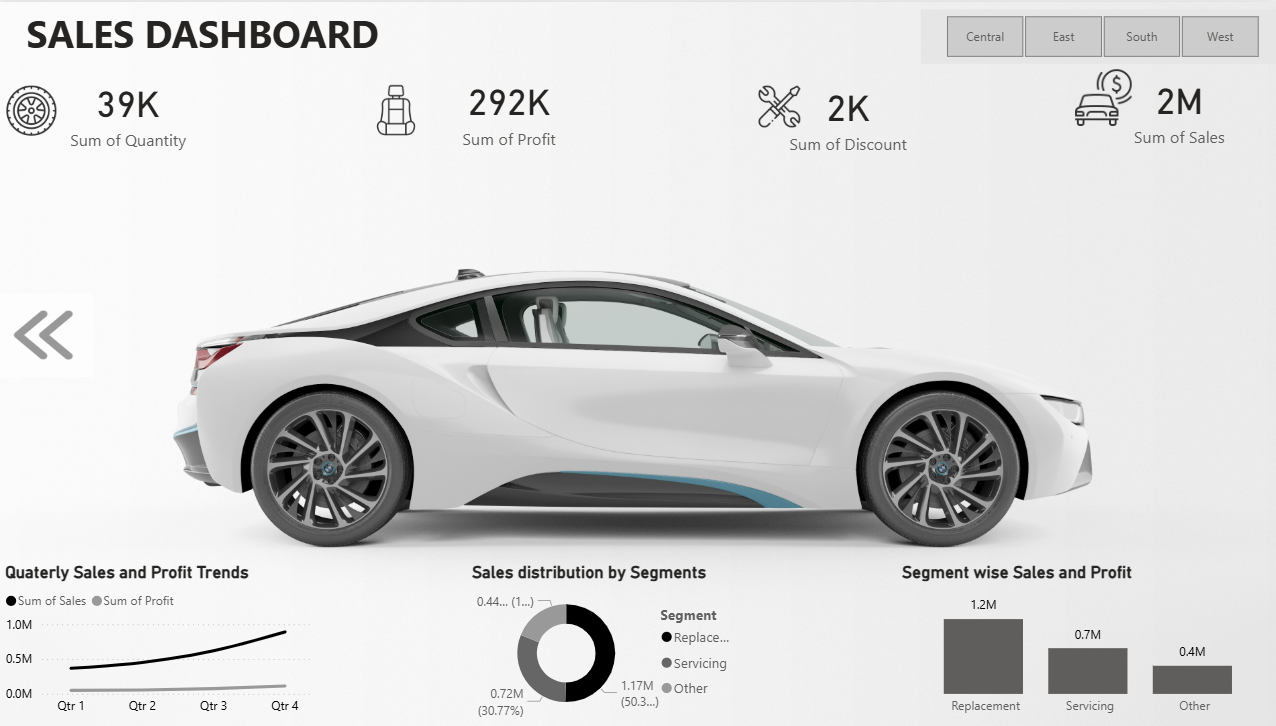 SALES DASHBOARD
Central
East
South
West
39K
Sum of Quantity
292K
Sum of Profit
2K
Sum of Discount
$
2M
Sum of Sales
Quaterly Sales and Profit Trends
Sum of Sales Sum of Profit
1.0M
0.5M
0.0M
Qtr 1 Qtr 2 Qtr 3 Qtr 4
Sales distribution by Segments
0.44... (1...)
0.72M
(30.77%)
1.17M
(50.3...)
Segment
Replace...
Servicing
Other
Segment wise Sales and Profit
1.2M
0.7M
0.4M
Replacement Servicing Other